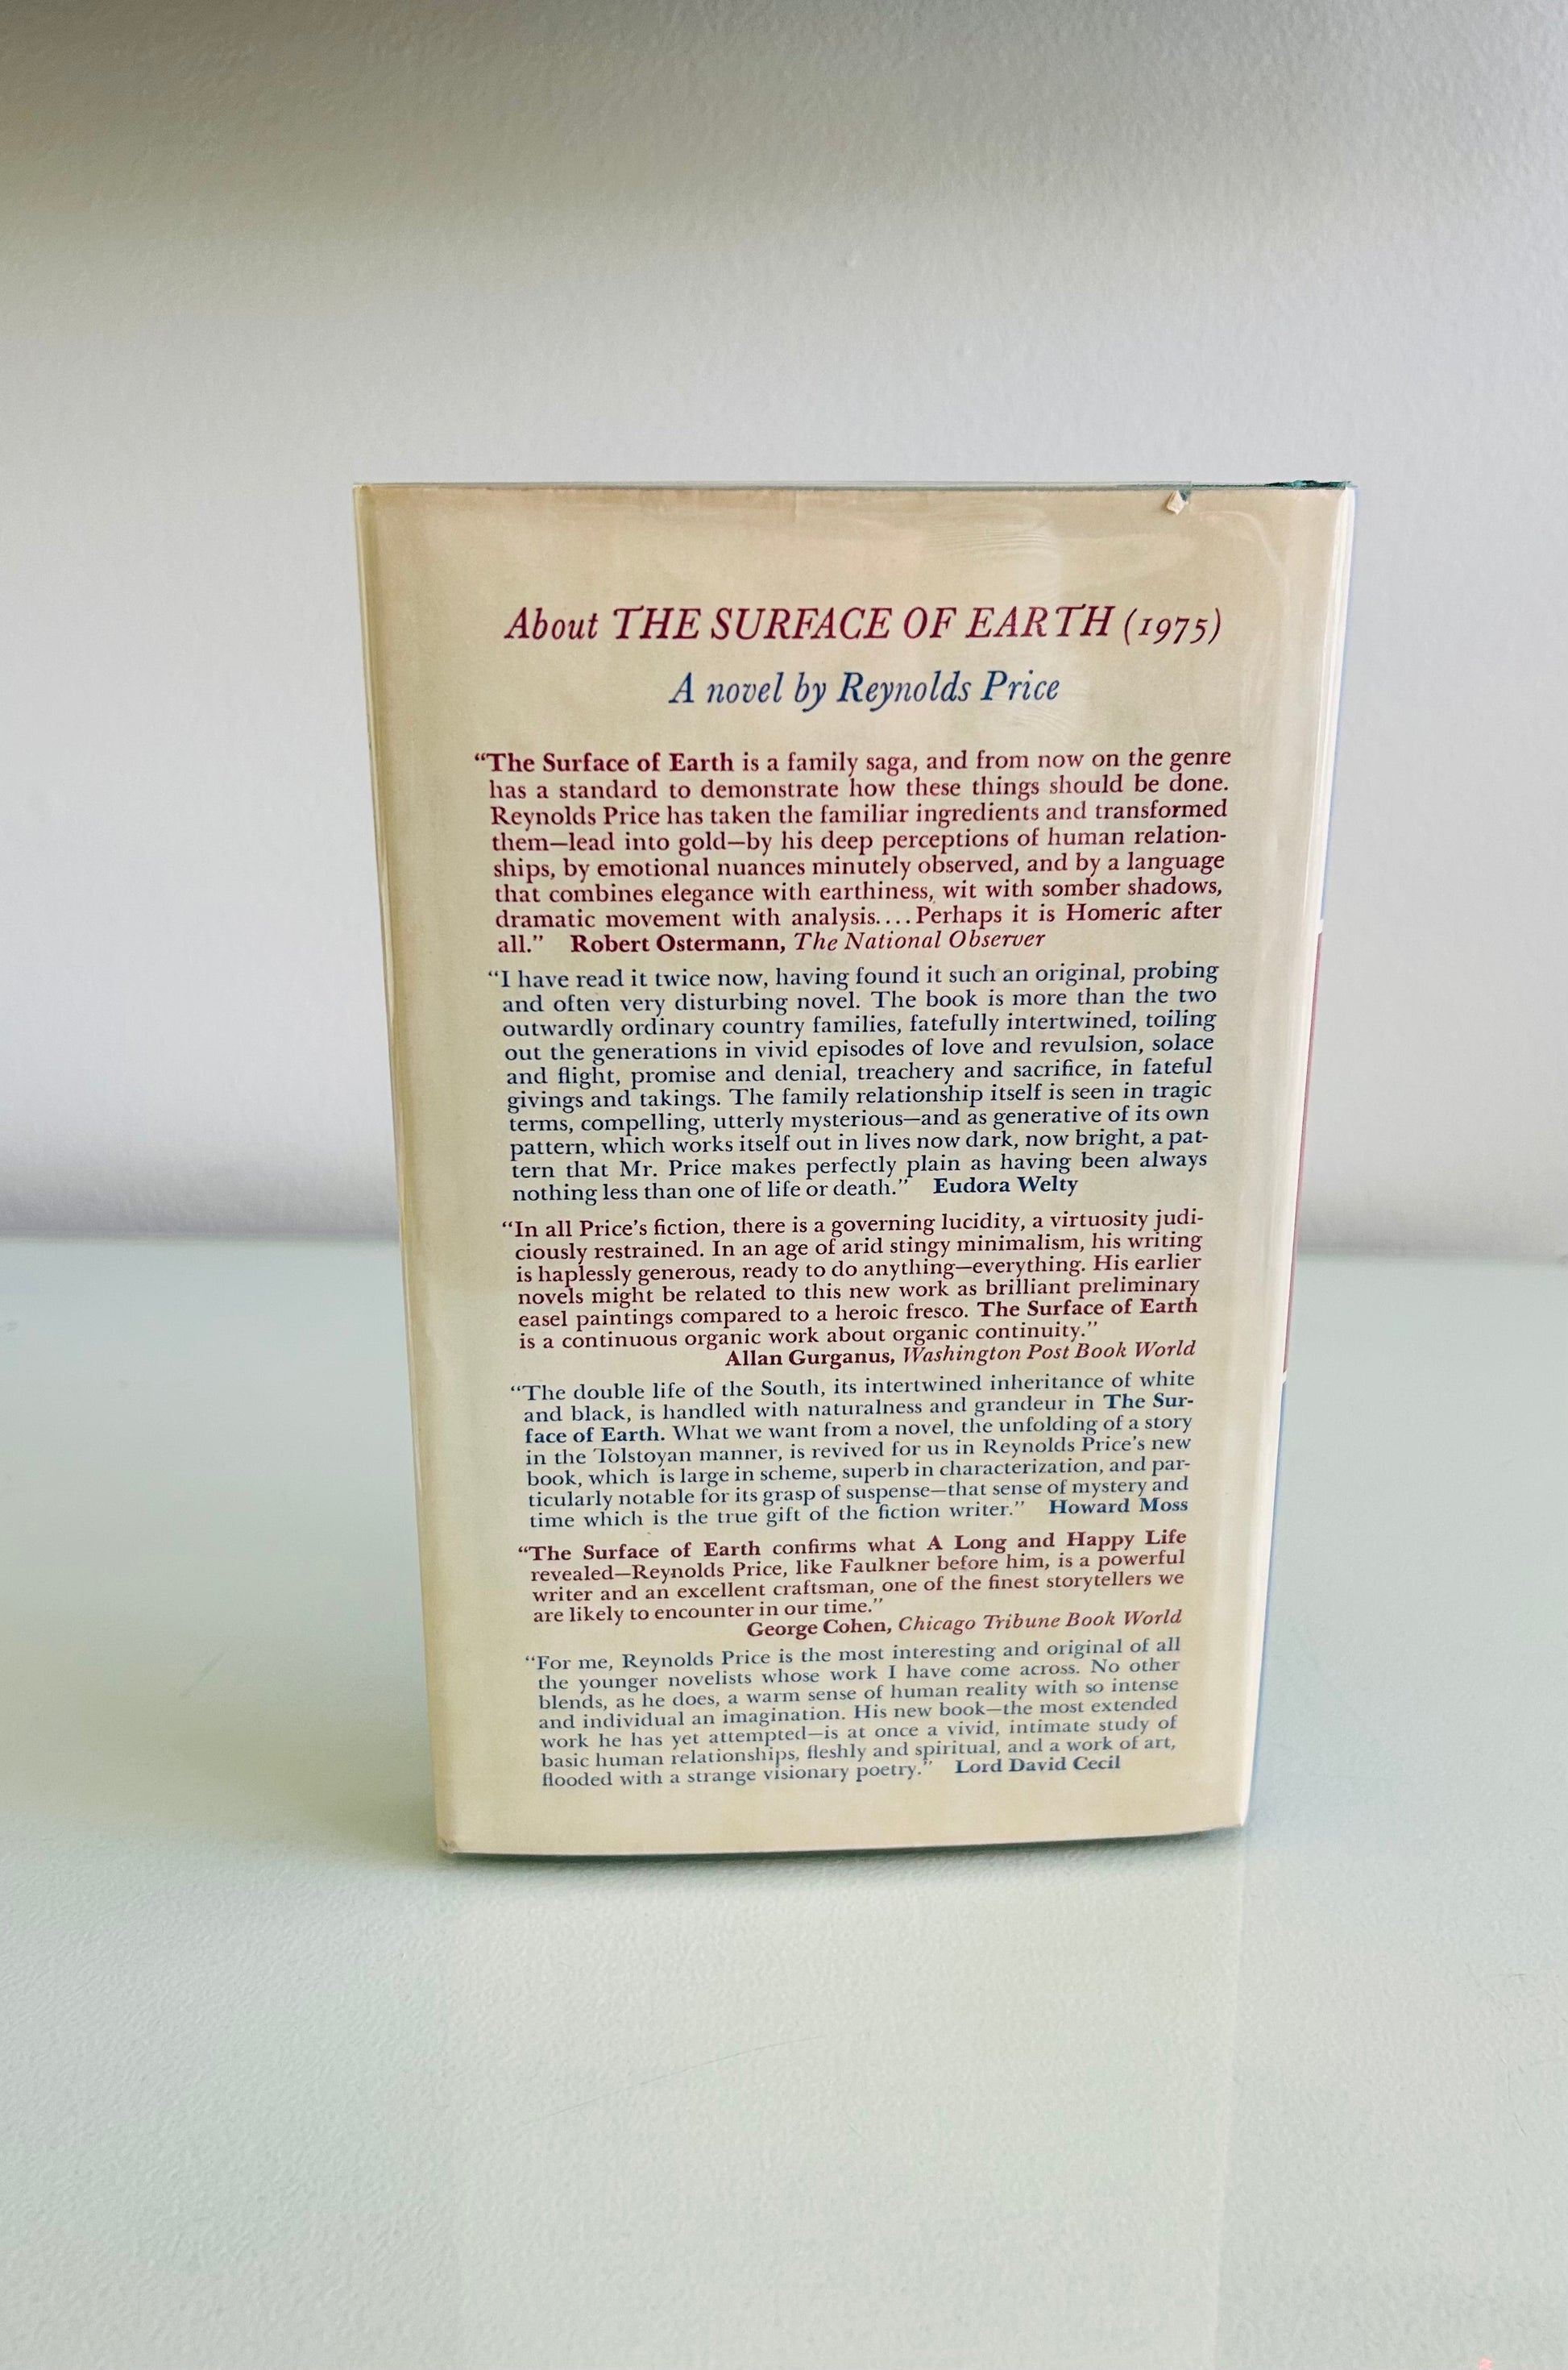 About THE SURFACE OF EARTH (1975)
A novel by Reynolds Price
“The Surface of Earth is a family saga, and from now on the genre
has a standard to demonstrate how these things should be done.
Reynolds Price has taken the familiar ingredients and transformed
them—lead into gold—by his deep perceptions of human relation-
ships, by emotional nuances minutely observed, and by a language
that combines elegance with earthiness, wit with somber shadows,
dramatic movement with analysis.... Perhaps it is Homeric after
all.” Robert Ostermann, The National Observer
“I have read it twice now, having found it such an original, probing
and often very disturbing novel. The book is more than the two
outwardly ordinary country families, fatefully intertwined, toiling
out the generations in vivid episodes of love and revulsion, solace
and flight, promise and denial, treachery and sacrifice, in fateful
givings and takings. The family relationship itself is seen in tragic
terms, compelling, utterly mysterious—and as generative of its own
pattern, which works itself out in lives now dark, now bright, a pat-
tern that Mr. Price makes perfectly plain as having been always
nothing less than one of life or death.” Eudora Welty
“In all Price’s fiction, there is a governing lucidity, a virtuosity judi-
ciously restrained. In an age of arid stingy minimalism, his writing
is haplessly generous, ready to do anything—everything. His earlier
novels might be related to this new work as brilliant preliminary
easel paintings compared to a heroic fresco. The Surface of Earth
is a continuous organic work about organic continuity.”
Allan Gurganus, Washington Post Book World
“The double life of the South, its intertwined inheritance of white
and black, is handled with naturalness and grandeur in The Sur-
face of Earth. What we want from a novel, the unfolding of a story
in the Tolstoyan manner, is revived for us in Reynolds Price’s new
book, which is large in scheme, superb in characterization, and par-
ticularly notable for its grasp of suspense—that sense of mystery and
time which is the true gift of the fiction writer.” Howard Moss
“The Surface of Earth confirms what A Long and Happy Life
revealed—Reynolds Price, like Faulkner before him, is a powerful
writer and an excellent craftsman, one of the finest storytellers we
are likely to encounter in our time.”
George Cohen, Chicago Tribune Book World
“For me, Reynolds Price is the most interesting and original of all
the younger novelists whose work I have come across. No other
blends, as he does, a warm sense of human reality with so intense
and individual an imagination. His new book—the most extended
work he has yet attempted—is at once a vivid, intimate study of
basic human relationships, fleshly and spiritual, and a work of art,
flooded with a strange visionary poetry.” Lord David Cecil